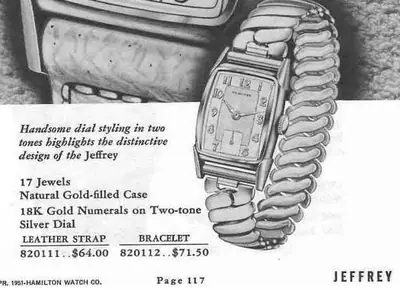 HAMILTON
Handsome dial styling in two
tones highlights the distinctive
design of the Jeffrey
17 Jewels
Natural Gold-filled Case
18K Gold Numerals on Two-tone
Silver Dial
LEATHER STRAP BRACELET
820111..$64.00 820112..$71.50
PR. 1951-HAMILTON WATCH CO. Page 117 JEFFREY